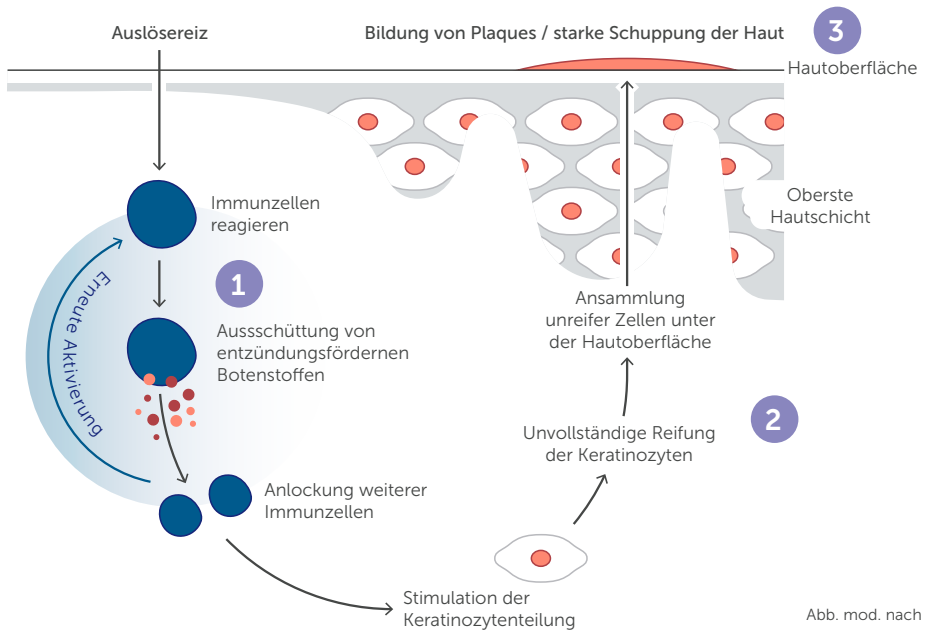 Auslösereiz
Bildung von Plaques / starke Schuppung der Haut
3
Hautoberfläche
Immunzellen
reagieren
Oberste
Hautschicht
Erneute Aktivierung
1
Aussschüttung von
entzündungsfördernen
Botenstoffen
Ansammlung
unreifer Zellen unter
der Hautoberfläche
2
Unvollständige Reifung
der Keratinozyten
Anlockung weiterer
Immunzellen
Stimulation der
Keratinozytenteilung
Abb. mod. nach